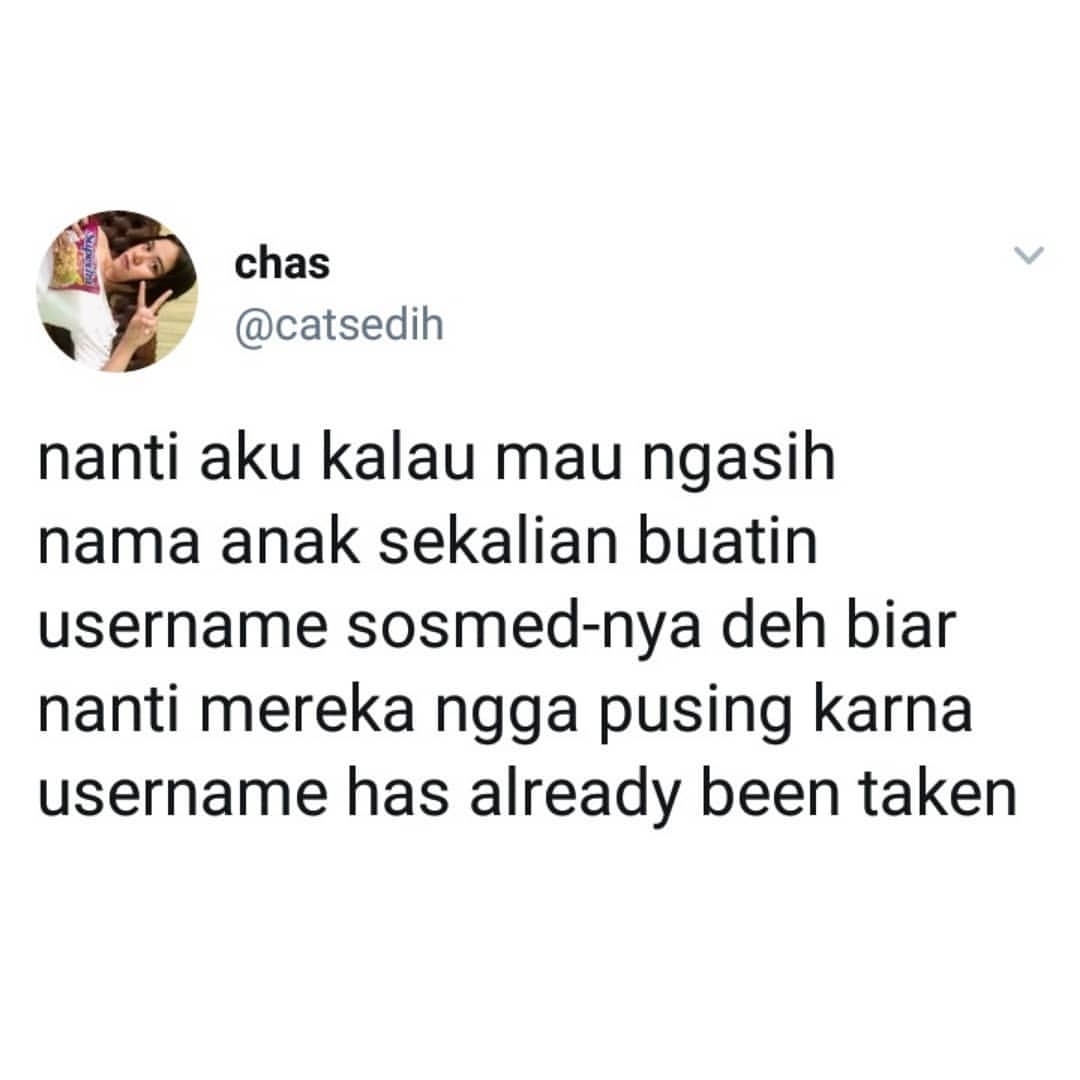 chas
@catsedih
nanti aku kalau mau ngasih
nama anak sekalian buatin
username sosmed-nya deh biar
nanti mereka ngga pusing karna
username has already been taken